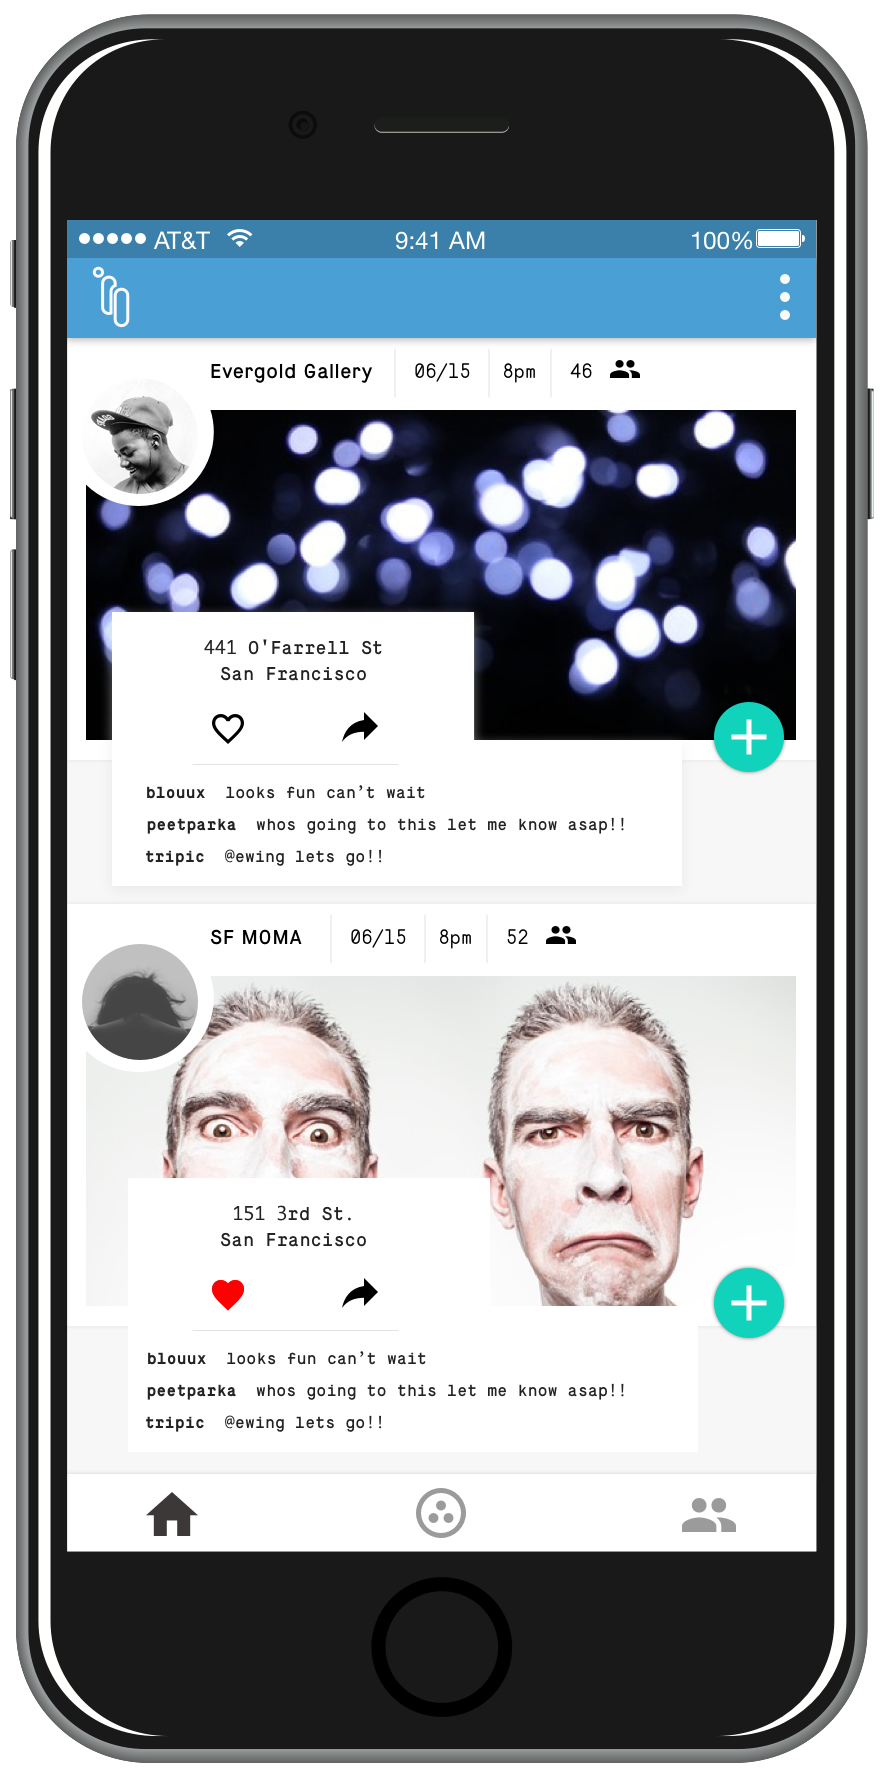 AT&T 9:41 AM 100%
Evergold Gallery 06/15 8pm 46
441 O'Farrell St
San Francisco
blouux looks fun can’t wait
peetparka whos going to this let me know asap!!
tripic @ewing lets go!!
SF MOMA 06/15 8pm 52
151 3rd St.
San Francisco
blouux looks fun can’t wait
peetparka whos going to this let me know asap!!
tripic @ewing lets go!!